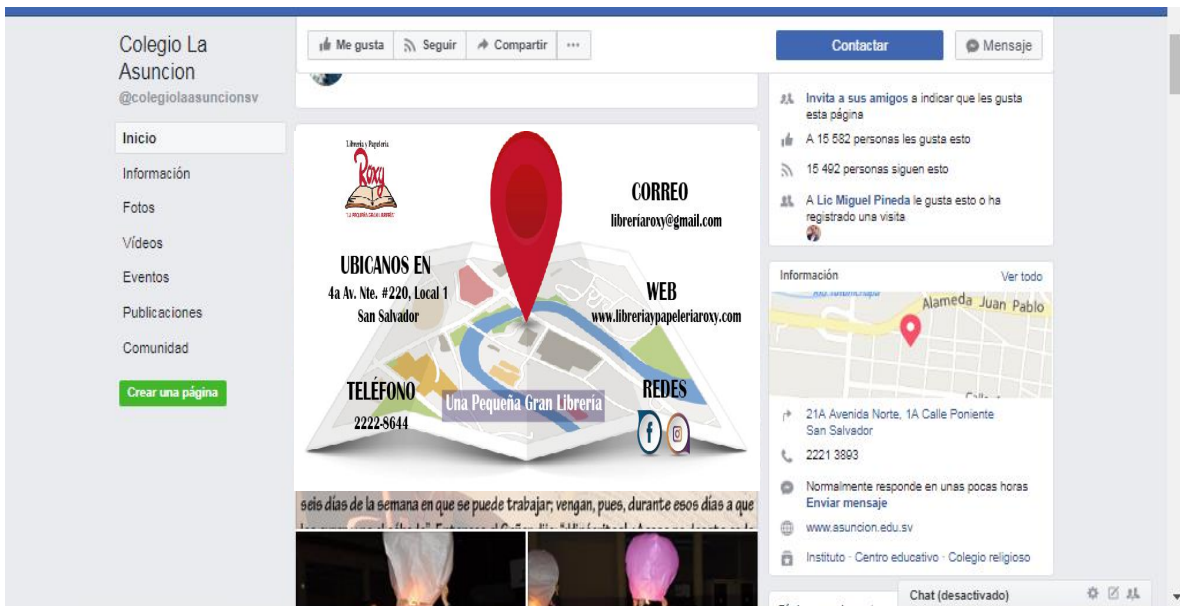 Colegio La
Asuncion
@colegiolaasuncionsv
Inicio
Información
Fotos
Vídeos
Eventos
Publicaciones
Comunidad
Crear una página
Me gusta
Seguir
Compartir
Contactar
Mensaje
Librería y Papelería
Roxy
CORREO
libreríaroxy@gmail.com
UBICANOS EN
4a Av. Nte. #220, Local 1
San Salvador
WEB
www.libreriaypapeleriaroxy.com
TELÉFONO
2222-8644
Una Pequeña Gran Librería
REDES
seis días de la semana en que se puede trabajar; vengan, pues, durante esos días a que
Invita a sus amigos a indicar que les gusta
esta página
A 15 582 personas les gusta esto
15 492 personas siguen esto
A Lic Miguel Pineda le gusta esto o ha
registrado una visita
Información
Ver todo
Alameda Juan Pablo
21A Avenida Norte, 1A Calle Poniente
San Salvador
2221 3893
Normalmente responde en unas pocas horas
Enviar mensaje
www.asuncion.edu.sv
Instituto · Centro educativo · Colegio religioso
Chat (desactivado)